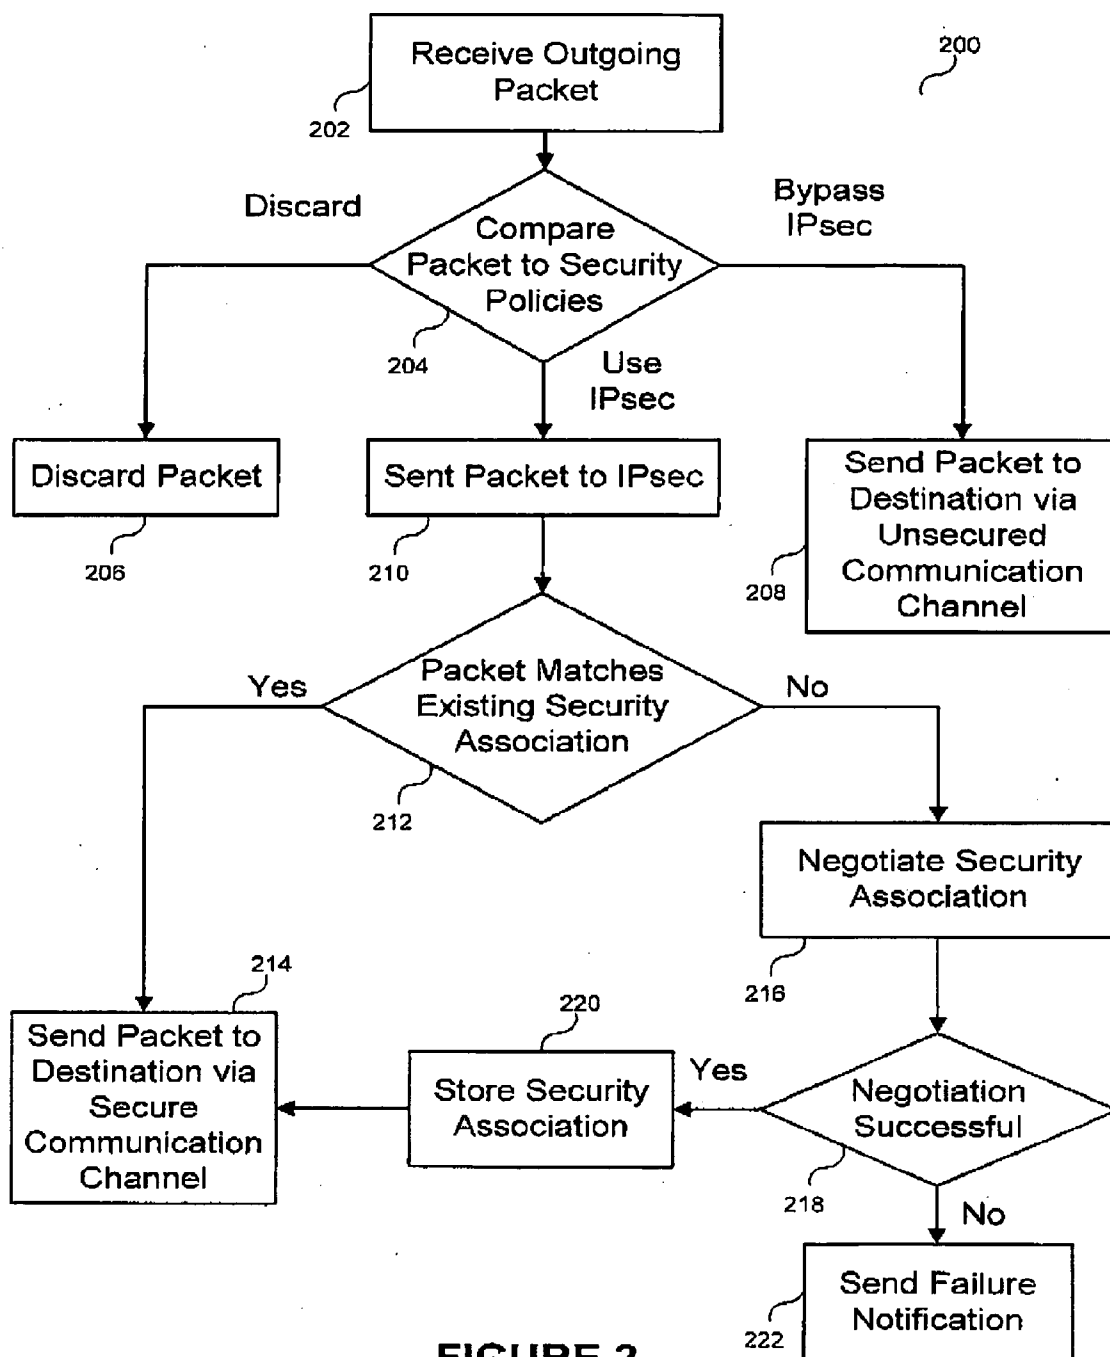 Receive Outgoing
Packet
200
202
Discard
Bypass
IPsec
Compare
Packet to Security
Policies
204
Use
IPsec
Discard Packet
Sent Packet to IPsec
Send Packet to
Destination via
Unsecured
Communication
Channel
206
210
208
Packet Matches
Existing Security
Association
Yes
No
212
Negotiate Security
Association
216
214
Send Packet to
Destination via
Secure
Communication
Channel
220
Store Security
Association
Yes
Negotiation
Successful
218
No
Send Failure
Notification
222
FIGURE 2